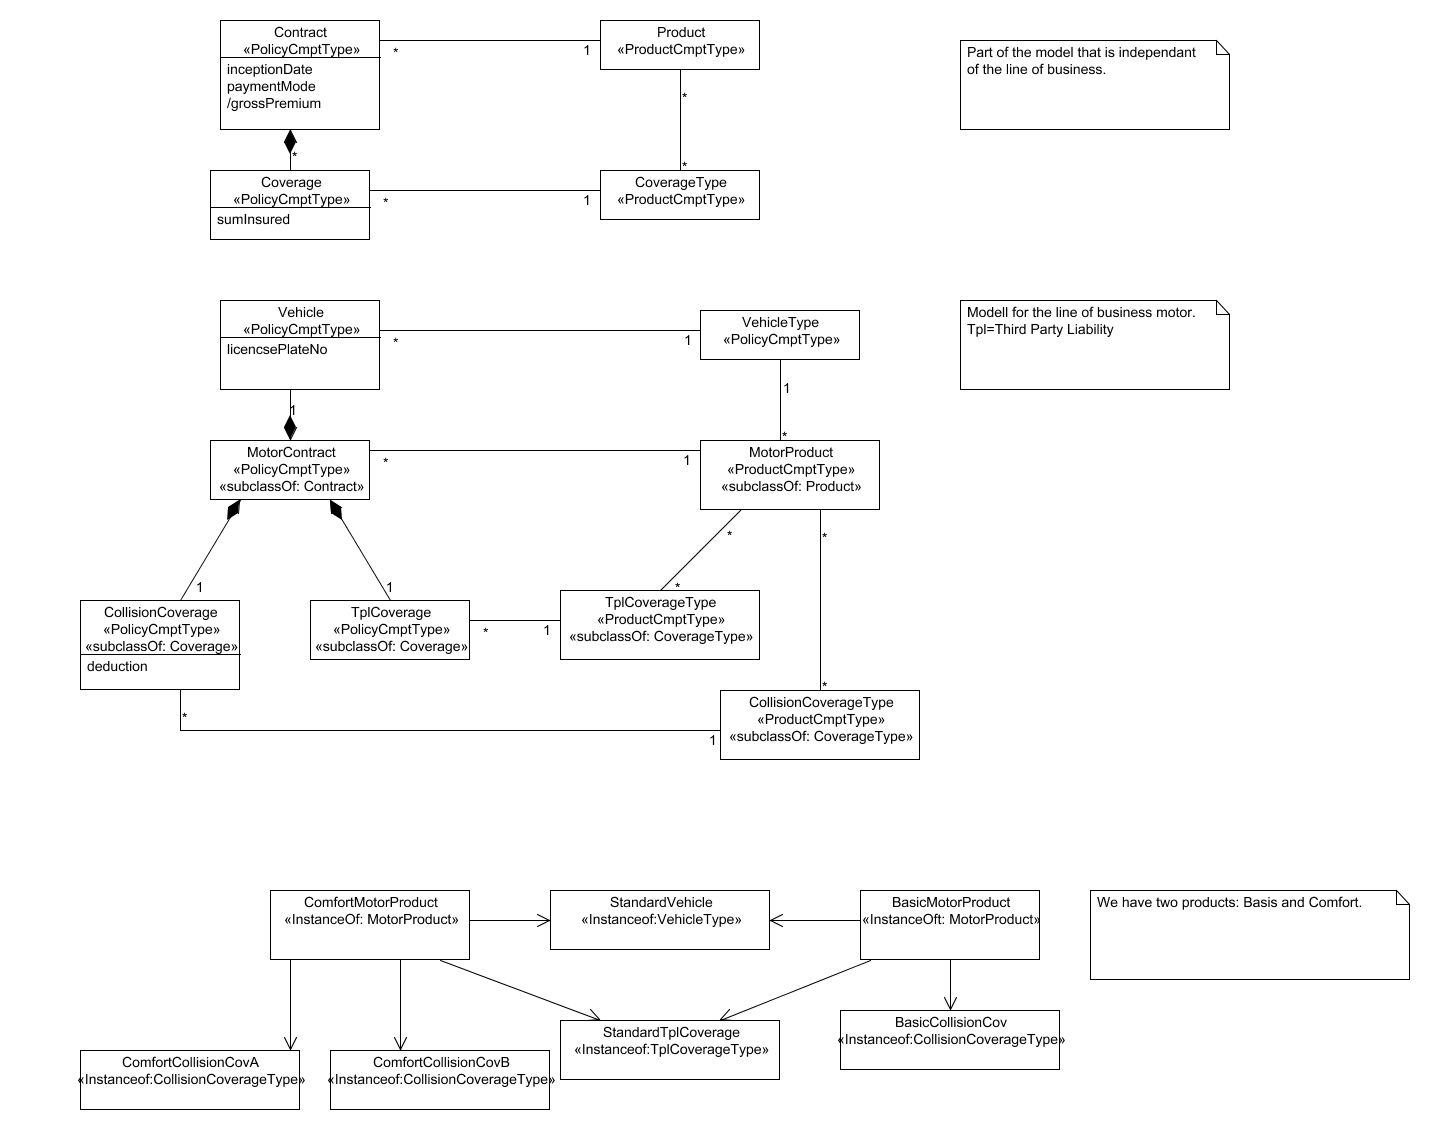 Contract
«PolicyCmptType»
inceptionDate
paymentMode
/grossPremium
*
1
Product
«ProductCmptType»
Part of the model that is independant
of the line of business.
*
*
*
Coverage
«PolicyCmptType»
sumInsured
*
1
CoverageType
«ProductCmptType»
Vehicle
«PolicyCmptType»
licencsePlateNo
*
1
VehicleType
«PolicyCmptType»
Modell for the line of business motor.
Tpl=Third Party Liability
1
1
*
MotorContract
«PolicyCmptType»
«subclassOf: Contract»
*
1
MotorProduct
«ProductCmptType»
«subclassOf: Product»
*
*
1
1
*
CollisionCoverage
«PolicyCmptType»
«subclassOf: Coverage»
deduction
TplCoverage
«PolicyCmptType»
«subclassOf: Coverage»
*
1
TplCoverageType
«ProductCmptType»
«subclassOf: CoverageType»
*
*
1
CollisionCoverageType
«ProductCmptType»
«subclassOf: CoverageType»
ComfortMotorProduct
«InstanceOf: MotorProduct»
StandardVehicle
«Instanceof:VehicleType»
BasicMotorProduct
«InstanceOft: MotorProduct»
We have two products: Basis and Comfort.
ComfortCollisionCovA
«Instanceof:CollisionCoverageType»
ComfortCollisionCovB
«Instanceof:CollisionCoverageType»
StandardTplCoverage
«Instanceof:TplCoverageType»
BasicCollisionCov
«Instanceof:CollisionCoverageType»